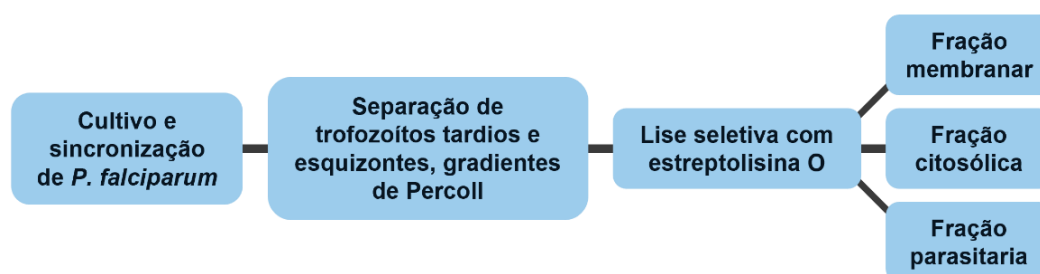 Cultivo e
sincronização
de P. falciparum
Separação de
trofozoítos tardios e
esquizontes, gradientes
de Percoll
Lise seletiva com
estreptolisina O
Fração
membranar
Fração
citosólica
Fração
parasitaria